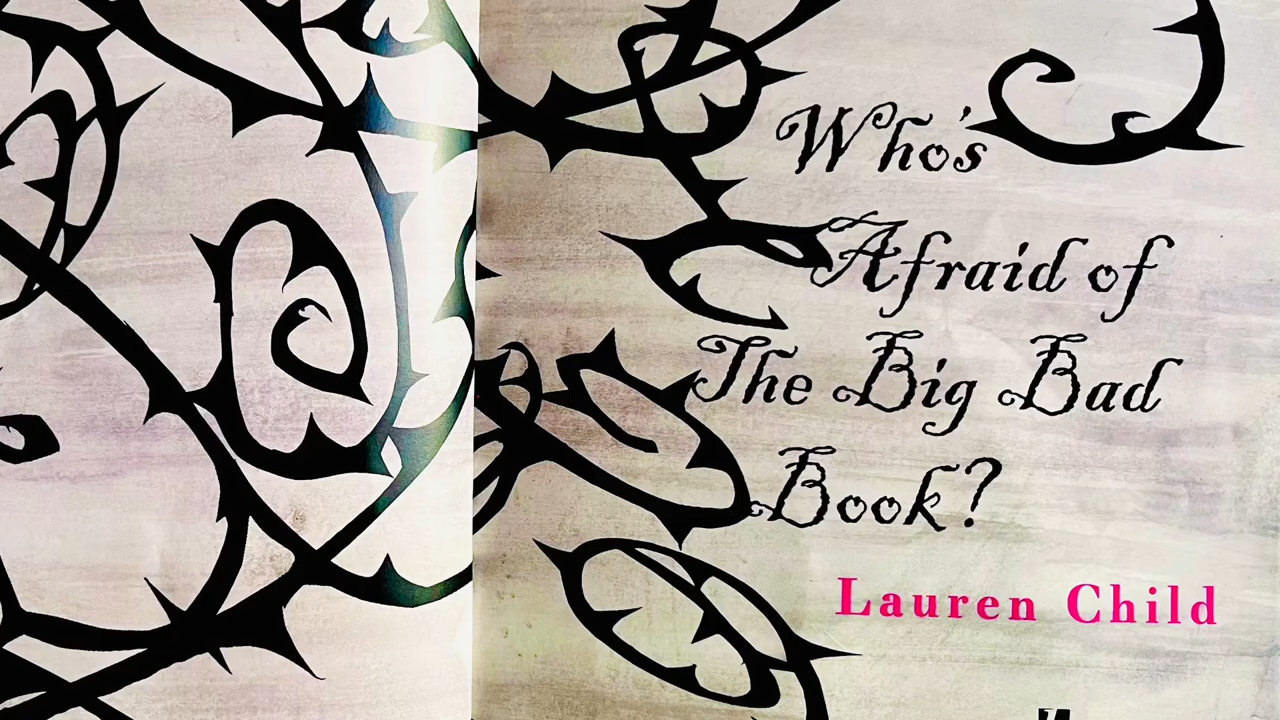 Who's
Afraid of
The Big Bad
Book?
Lauren Child